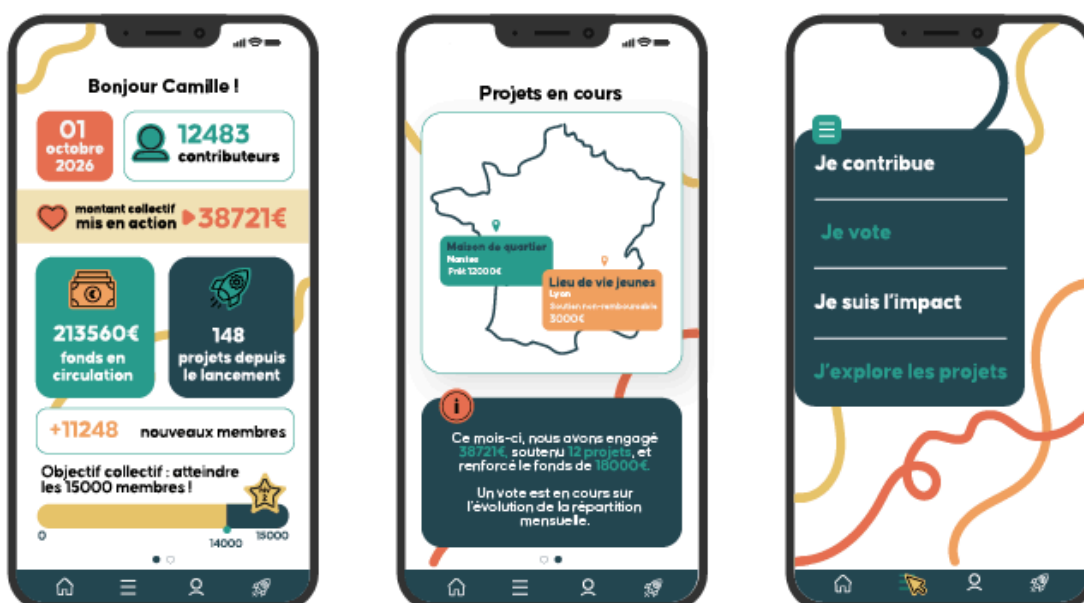 Bonjour Camille !
01
octobre
2026
12483
contributeurs
montant collectif
mis en action
38721€
213560€
fonds en
circulation
148
projets depuis
le lancement
+11248 nouveaux membres
Objectif collectif : atteindre
les 15000 membres !
0
14000
15000
Projets en cours
Maison de quartier
Nantes
Prêt 12000€
Lieu de vie jeunes
Lyon
Soutien non-remboursable
3000€
i
Ce mois-ci, nous avons engagé
38721€, soutenu 12 projets, et
renforcé le fonds de 18000€.
Un vote est en cours sur
l'évolution de la répartition
mensuelle.
Je contribue
Je vote
Je suis l'impact
J'explore les projets